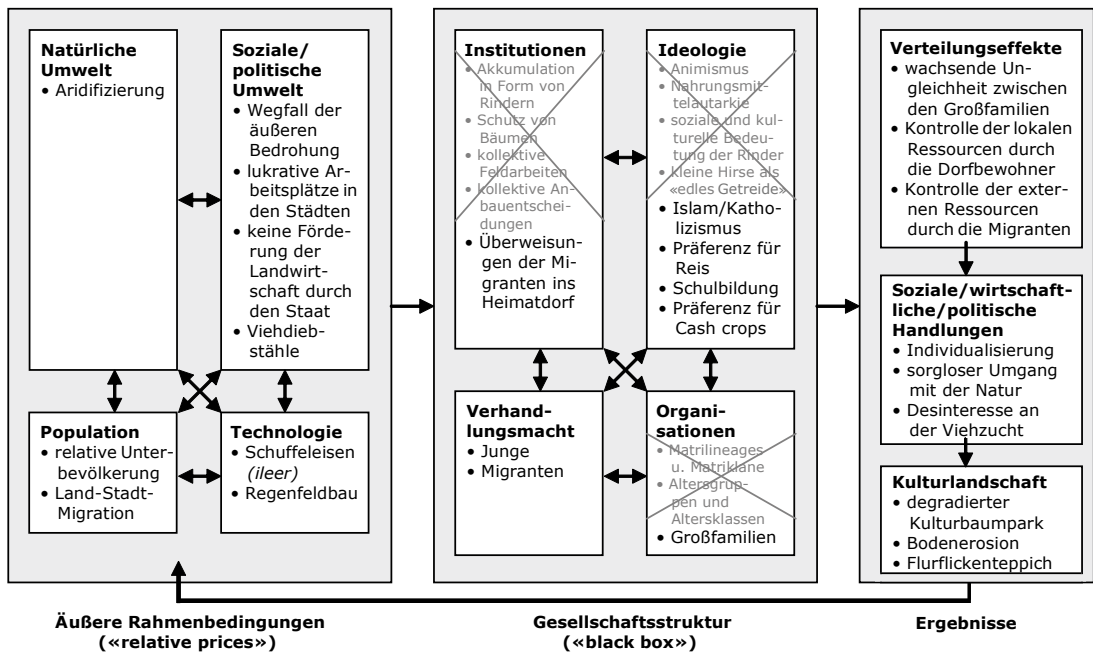 Natürliche
Umwelt
• Aridifizierung
Soziale/
politische
Umwelt
• Wegfall der
äußeren
Bedrohung
• lukrative Ar-
beitsplätze in
den Städten
• keine Förde-
rung der
Landwirt-
schaft durch
den Staat
• Viehdieb-
stähle
Population
• relative Unter-
bevölkerung
• Land-Stadt-
Migration
Technologie
• Schuffeleisen
(ileer)
• Regenfeldbau
Äußere Rahmenbedingungen
(«relative prices»)
Institutionen
• Akkumulation
in Form von
Rindern
• Schutz von
Bäumen
• kollektive
Feldarbeiten
• kollektive An-
bauentschei-
dungen
• Überweisun-
gen der Mi-
granten ins
Heimatdorf
Ideologie
• Animismus
• Nahrungsmit-
telautarkie
• soziale und kul-
turelle Bedeu-
tung der Rinder
• kleine Hirse als
«edles Getreide»
• Islam/Katho-
lizismus
• Präferenz für
Reis
• Schulbildung
• Präferenz für
Cash crops
Verhand-
lungsmacht
• Junge
• Migranten
Organi-
sationen
• Matrilineages
u. Matriklane
• Altersgrup-
pen und
Altersklassen
• Großfamilien
Gesellschaftsstruktur
(«black box»)
Verteilungseffekte
• wachsende Un-
gleichheit zwischen
den Großfamilien
• Kontrolle der lokalen
Ressourcen durch
die Dorfbewohner
• Kontrolle der exter-
nen Ressourcen
durch die Migranten
Soziale/wirtschaft-
liche/politische
Handlungen
• Individualisierung
• sorgloser Umgang
mit der Natur
• Desinteresse an
der Viehzucht
Kulturlandschaft
• degradierter
Kulturbaumpark
• Bodenerosion
• Flurflickenteppich
Ergebnisse